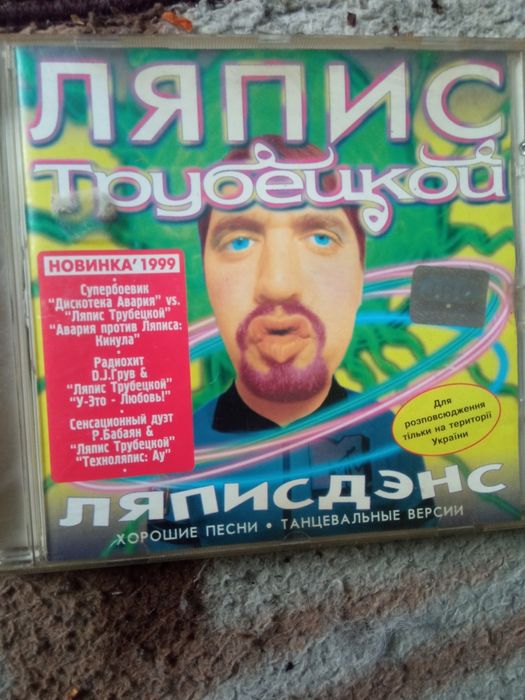 ЛЯПИС
Трубецкой
НОВИНКА'1999
•
Супербоевик
"Дискотека Авария" vs.
"Ляпис Трубецкой"
"Авария против Ляписа:
Кинула"
•
Радиохит
D.J.Грув &
"Ляпис Трубецкой"
"У-Это - Любовь!"
•
Сенсационный дуэт
Р.Бабаян &
"Ляпис Трубецкой"
"Техноляпис: Ау"
•
Для
розповсюдження
тільки на території
України
ЛЯПИСДЭНС
ХОРОШИЕ ПЕСНИ • ТАНЦЕВАЛЬНЫЕ ВЕРСИИ